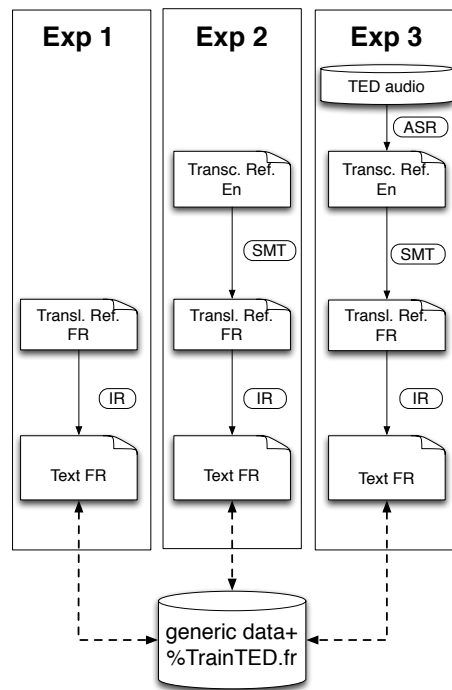 Exp 1
Exp 2
Exp 3
TED audio
ASR
Transc. Ref.
En
Transc. Ref.
En
SMT
SMT
Transl. Ref.
FR
Transl. Ref.
FR
Transl. Ref.
FR
IR
IR
IR
Text FR
Text FR
Text FR
generic data+
%TrainTED.fr